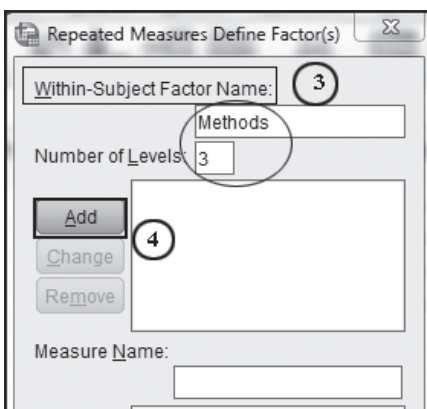 Repeated Measures Define Factor(s)
Within-Subject Factor Name: 3
Methods
Number of Levels: 3
Add
4
Change
Remove
Measure Name: